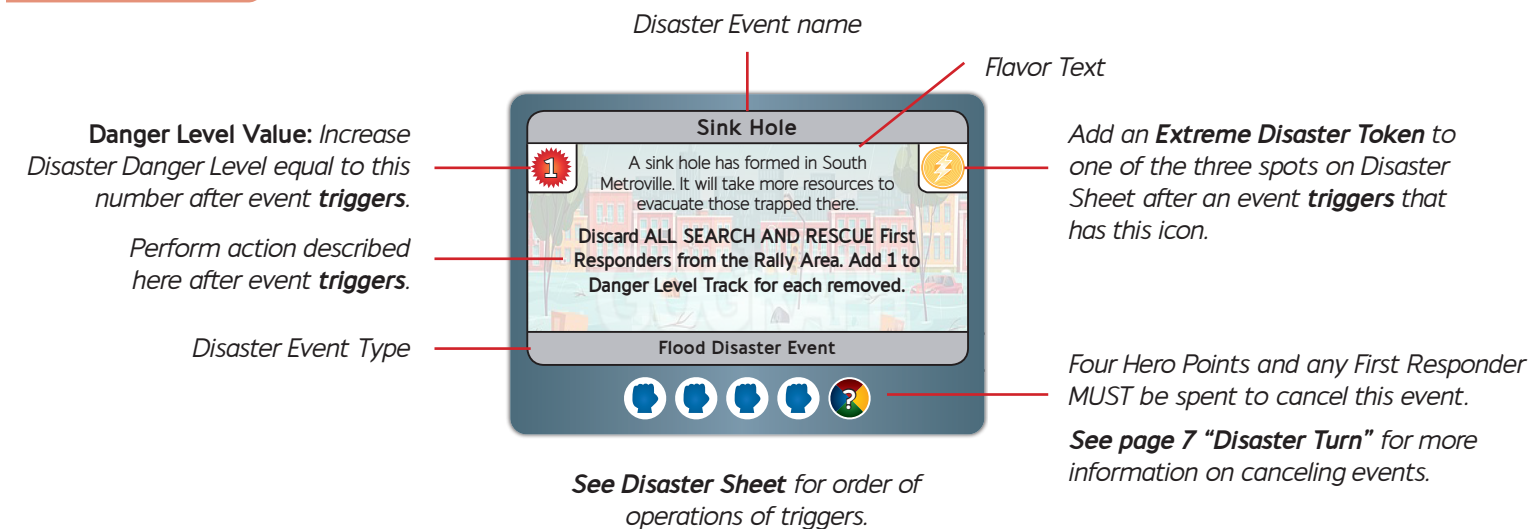 Disaster Event name
Flavor Text
Danger Level Value: Increase
Disaster Danger Level equal to this
number after event triggers.
Perform action described
here after event triggers.
Disaster Event Type
Sink Hole
1
A sink hole has formed in South
Metroville. It will take more resources to
evacuate those trapped there.
Discard ALL SEARCH AND RESCUE First
Responders from the Rally Area. Add 1 to
Danger Level Track for each removed.
Flood Disaster Event
?
Add an Extreme Disaster Token to
one of the three spots on Disaster
Sheet after an event triggers that
has this icon.
Four Hero Points and any First Responder
MUST be spent to cancel this event.
See page 7 “Disaster Turn” for more
information on canceling events.
See Disaster Sheet for order of
operations of triggers.